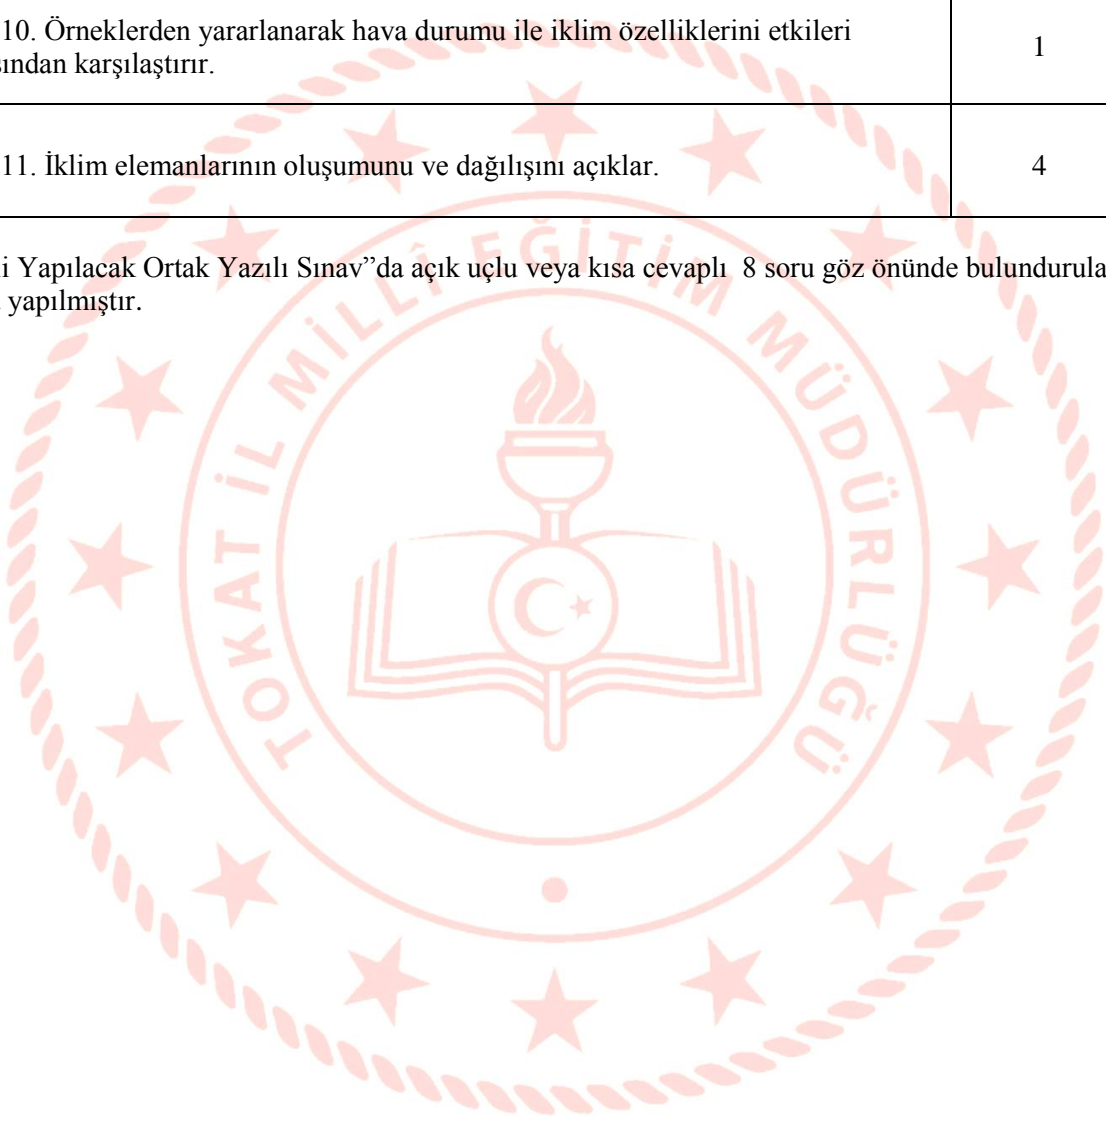 10. Örneklerden yararlanarak hava durumu ile iklim özelliklerini etkileri
sından karşılaştırır.
1
11. İklim elemanlarının oluşumunu ve dağılışını açıklar.
4
i Yapılacak Ortak Yazılı Sınav”da açık uçlu veya kısa cevaplı 8 soru göz önünde bulundurula
yapılmıştır.
TOKAT İL MİLLÎ EĞİTİM MÜDÜRLÜĞÜ